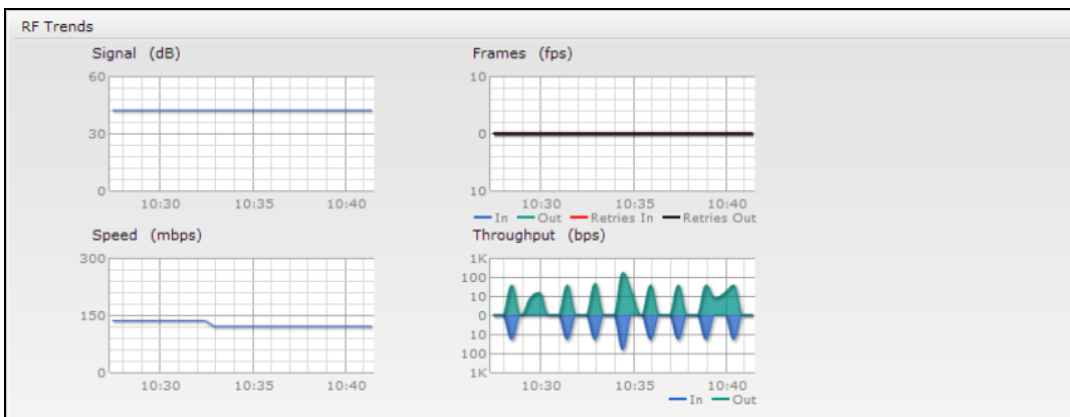 RF Trends
Signal (dB)
60
30
0
10:30 10:35 10:40
Frames (fps)
10
0
10
10:30 10:35 10:40
In Out Retries In Retries Out
Speed (mbps)
300
150
0
10:30 10:35 10:40
Throughput (bps)
1K
100
10
0
10
100
1K
10:30 10:35 10:40
In Out